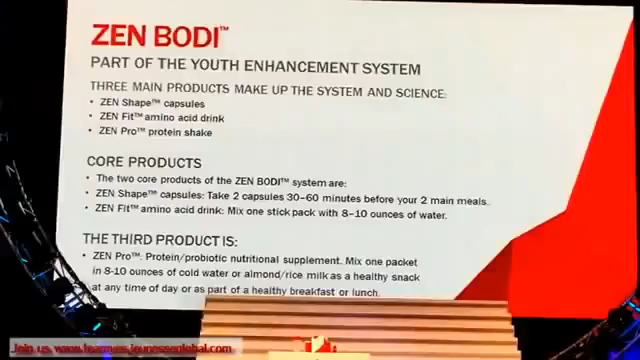 ZEN BODI™
PART OF THE YOUTH ENHANCEMENT SYSTEM
THREE MAIN PRODUCTS MAKE UP THE SYSTEM AND SCIENCE:
• ZEN Shape™ capsules
• ZEN Fit™ amino acid drink
• ZEN Pro™ protein shake
CORE PRODUCTS
• The two core products of the ZEN BODI™ system are:
• ZEN Shape™ capsules: Take 2 capsules 30–60 minutes before your 2 main meals.
• ZEN Fit™ amino acid drink: Mix one stick pack with 8–10 ounces of water.
THE THIRD PRODUCT IS:
• ZEN Pro™: Protein/probiotic nutritional supplement. Mix one packet
in 8-10 ounces of cold water or almond/rice milk as a healthy snack
at any time of day or as part of a healthy breakfast or lunch.
Join us,